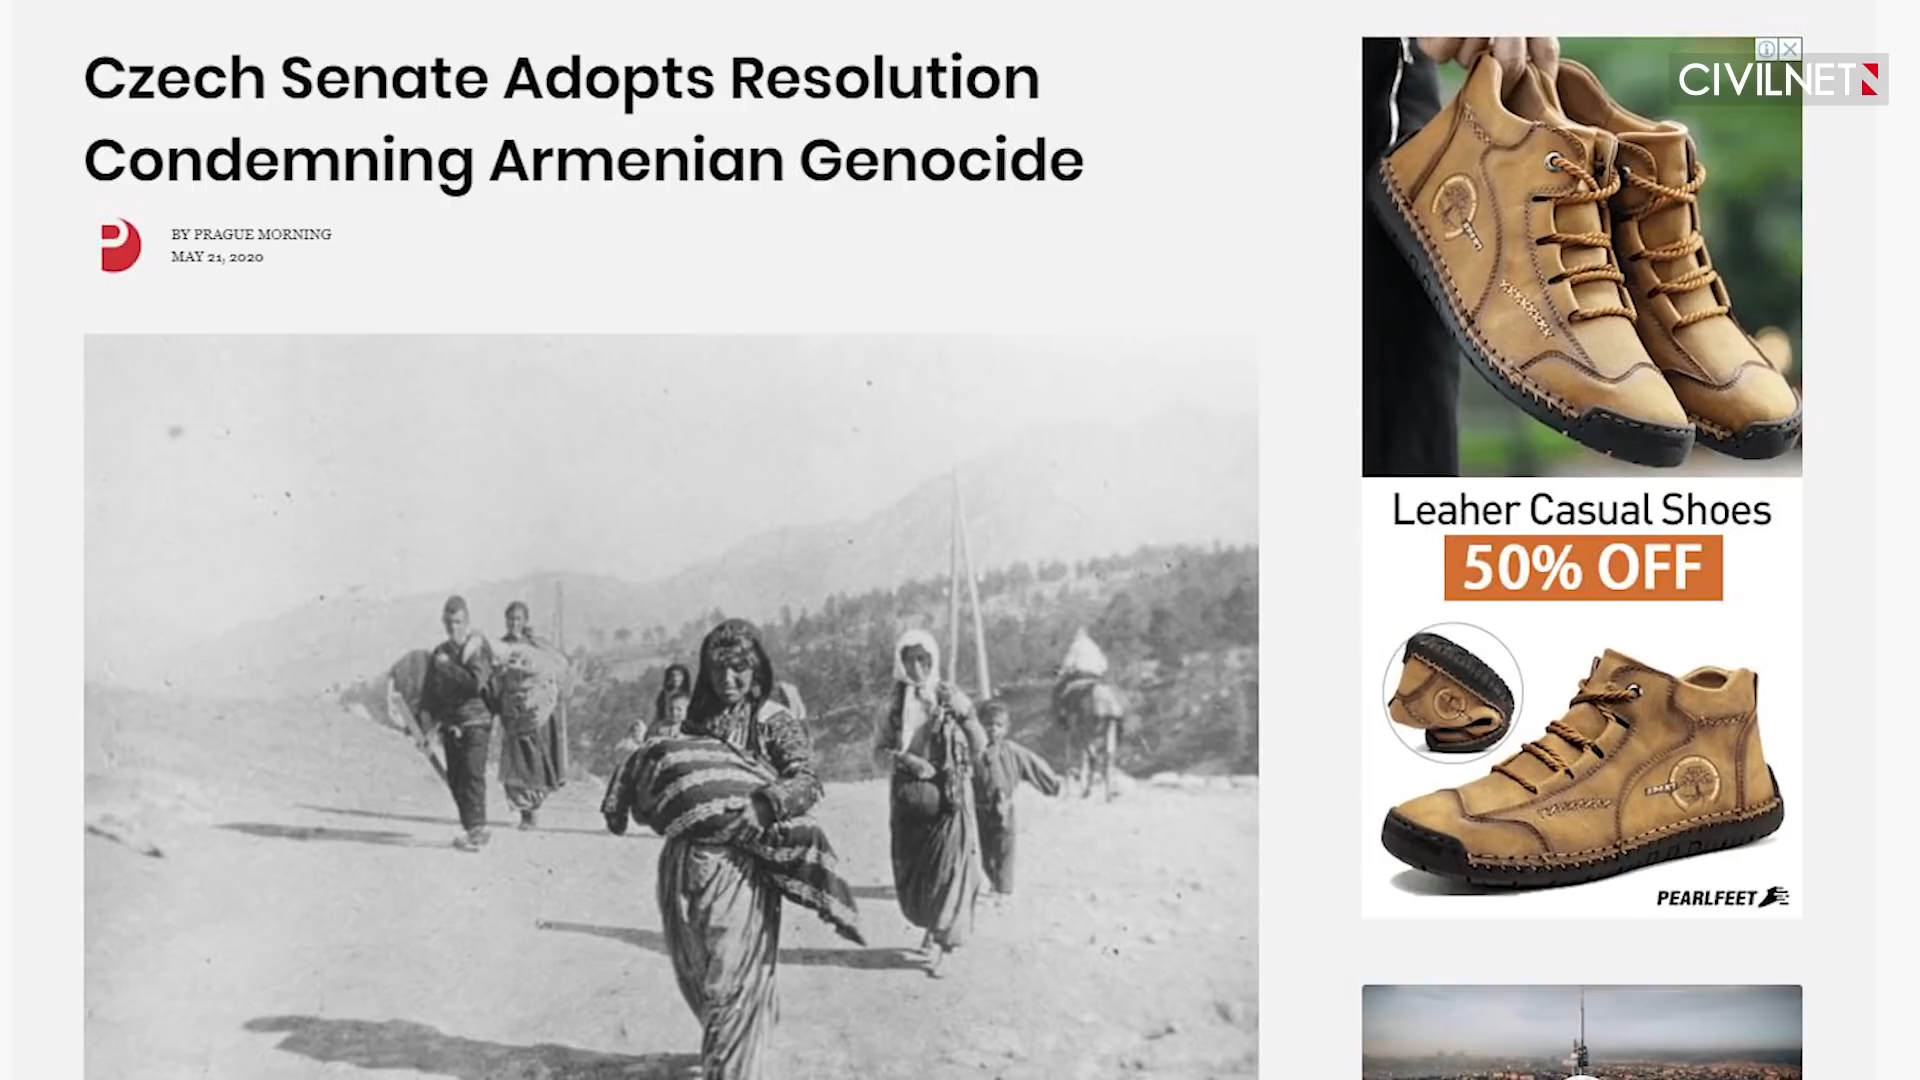 Czech Senate Adopts Resolution
Condemning Armenian Genocide
BY PRAGUE MORNING
MAY 21, 2020
CIVILNET
Leaher Casual Shoes
50% OFF
PEARLFEET